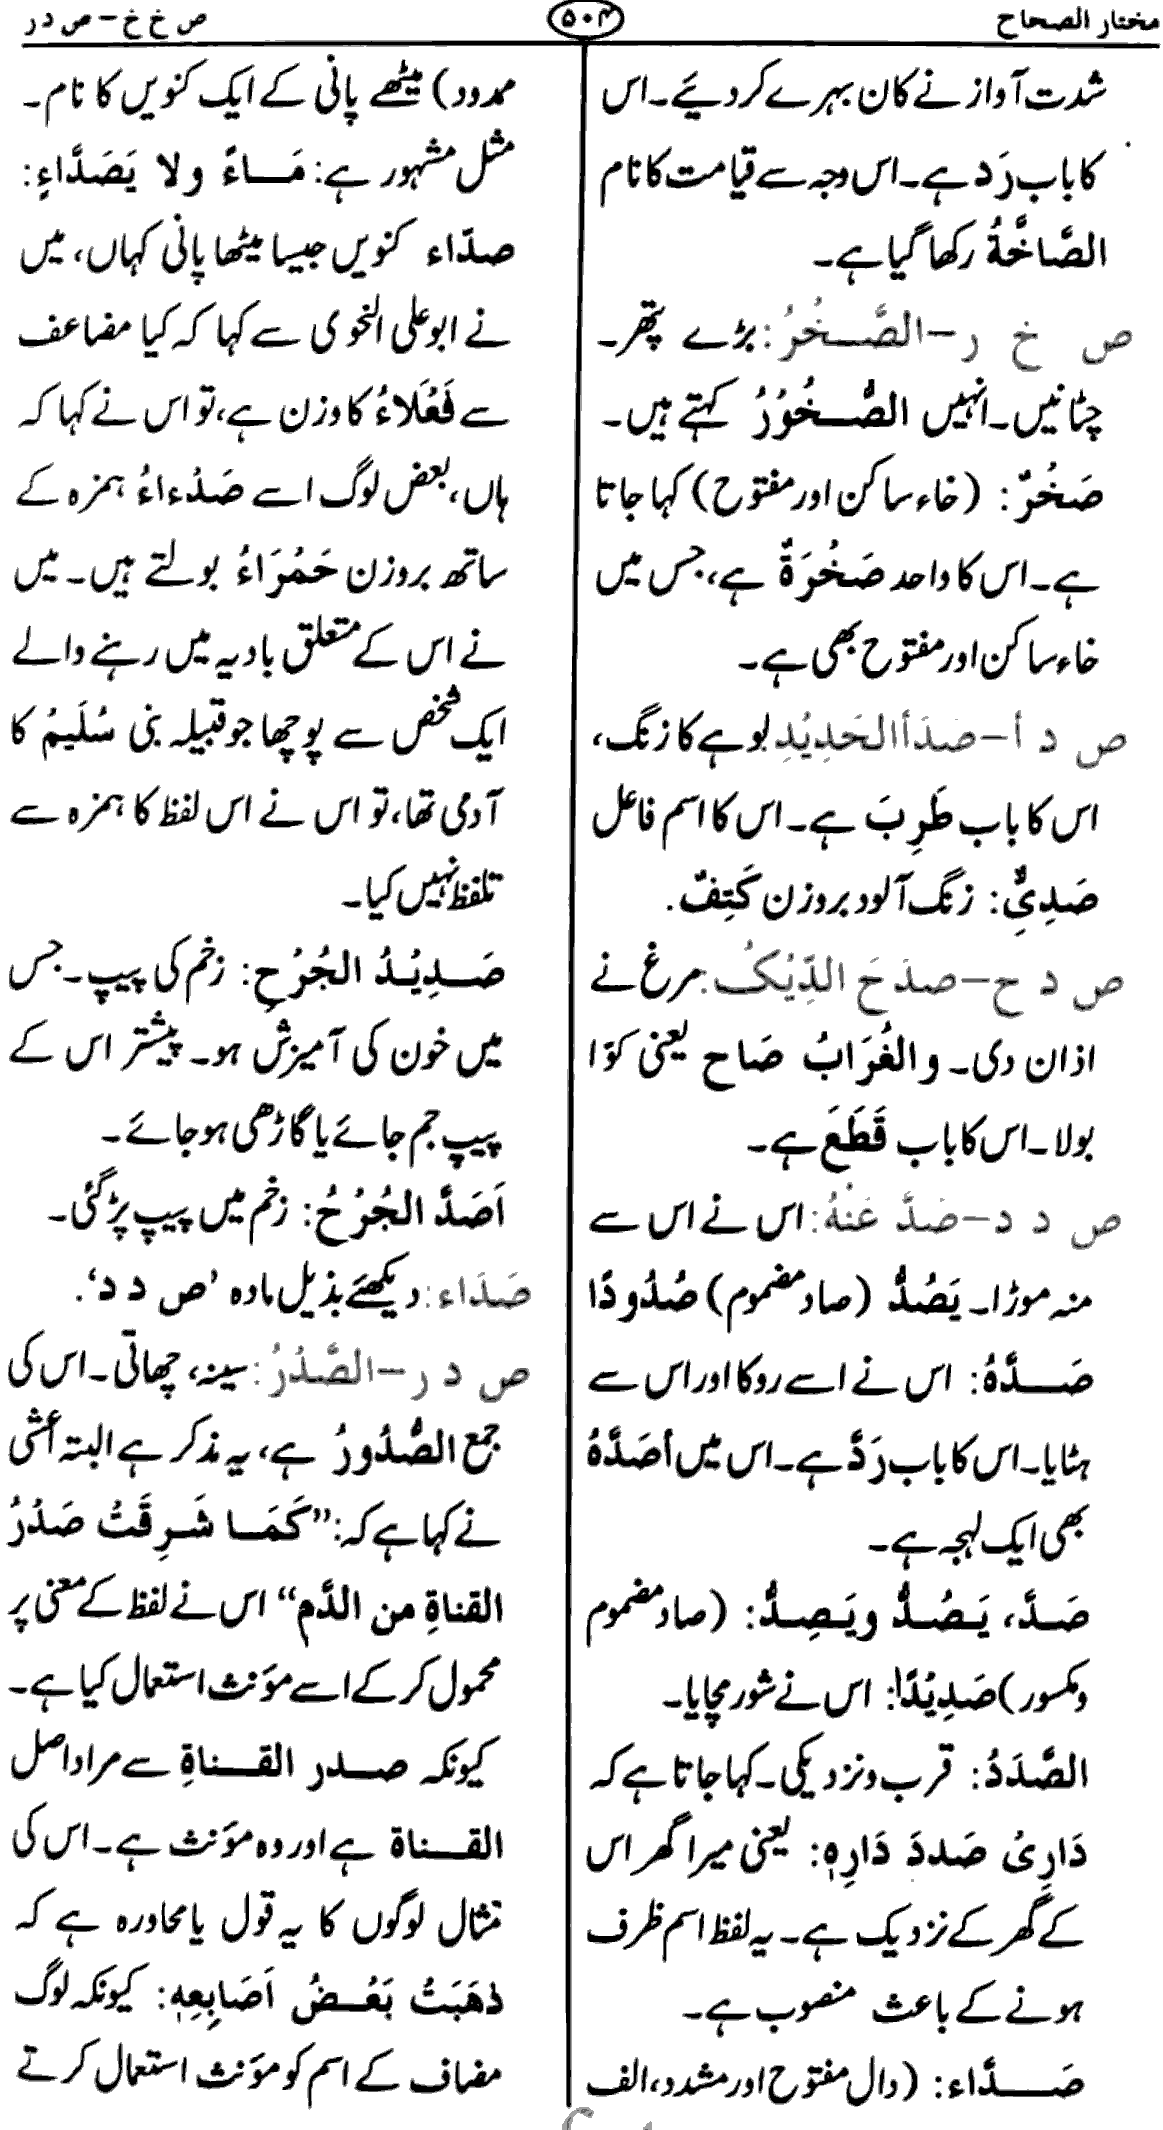 مختار الصحاح
۵۰۴
ص خ خ – ص د ر
شدت آواز نے کان بہرے کر دیئے۔ اس
کا باب رَد ہے۔ اس وجہ سے قیامت کا نام
الصَّاخَّةُ رکھا گیا ہے۔
ص خ ر – الصَّخُرُ: بڑے پتھر۔
چٹانیں۔ انہیں الصُّخُوْرُ کہتے ہیں۔
صَخُرٌ: (خاء ساکن اور مفتوح) کہا جاتا
ہے۔ اس کا واحد صَخُرَةٌ ہے، جس میں
خاء ساکن اور مفتوح بھی ہے۔
ص د أ – صَدَأالحَدِيْدِ لوہے کا زنگ،
اس کا باب طَرِبَ ہے۔ اس کا اسم فاعل
صَدِیٌ: زنگ آلود بروزن کَتِفٌ.
ص د ح – صَدَحَ الدِّيْکُ: مرغ نے
اذان دی۔ والغُرَابُ صَاح یعنی کوّا
بولا۔ اس کا باب قَطَعَ ہے۔
ص د د – صَدَّ عَنْهُ: اس نے اس سے
منہ موڑا۔ یَصُدُّ (صاد مضموم) صُدُودًا
صَدَّهُ: اس نے اسے روکا اور اس سے
ہٹایا۔ اس کا باب رَدَّ ہے۔ اس میں أصَدَّهُ
بھی ایک لہجہ ہے۔
صَدَّ، یَصُدُّ ویَصِدُّ: (صاد مضموم
ومکسور) صَدِیْدًا: اس نے شور مچایا۔
الصَّدَدُ: قرب ونزدیکی۔ کہا جاتا ہے کہ
دَارِیْ صَددَ دَارِہٖ: یعنی میرا گھر اس
کے گھر کے نزدیک ہے۔ یہ لفظ اسم ظرف
ہونے کے باعث منصوب ہے۔
صَدَّاء: (دال مفتوح اور مشدد، الف
ممدود) میٹھے پانی کے ایک کنویں کا نام۔
مثل مشہور ہے: مَاءً ولا یَصَدَّاءٍ:
صدّاء کنویں جیسا میٹھا پانی کہاں، میں
نے ابوعلی النحوی سے کہا کہ کیا مضاعف
سے فَعُلَاءُ کا وزن ہے، تو اس نے کہا کہ
ہاں، بعض لوگ اسے صَدْءاءُ ہمزہ کے
ساتھ بروزن حَمْرَاءُ بولتے ہیں۔ میں
نے اس کے متعلق بادیہ میں رہنے والے
ایک شخص سے پوچھا جو قبیلہ بنی سُلَیمُ کا
آدمی تھا، تو اس نے اس لفظ کا ہمزہ سے
تلفظ نہیں کیا۔
صَدِیْدُ الجُرْحِ: زخم کی پیپ۔ جس
میں خون کی آمیزش ہو۔ پیشتر اس کے
پیپ جم جائے یا گاڑھی ہو جائے۔
اَصَدَّ الجُرْحُ: زخم میں پیپ پڑ گئی۔
صَدَاء: دیکھئے بذیل مادہ ’ص د د‘.
ص د ر – الصَّدْرُ: سینہ، چھاتی۔ اس کی
جمع الصُّدُورُ ہے، یہ مذکر ہے البتہ أعشی
نے کہا ہے کہ: ”کَمَا شَرِقَتُ صَدْرُ
القناةِ من الدَّم“ اس نے لفظ کے معنی پر
محمول کر کے اسے مؤنث استعمال کیا ہے۔
کیونکہ صدر القناةِ سے مراد اصل
القناة ہے اور وہ مؤنث ہے۔ اس کی
مثال لوگوں کا یہ قول یا محاورہ ہے کہ
ذهَبَتُ بَعْضُ اَصَابِعِهٖ: کیونکہ لوگ
مضاف کے اسم کو مؤنث استعمال کرتے